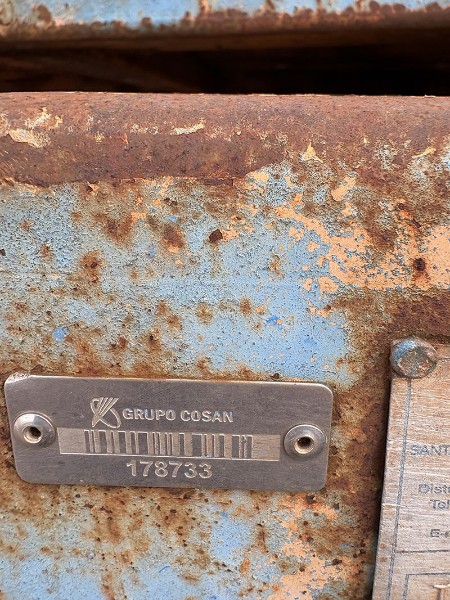 GRUPO COSAN
178733
SANT
Dist
Tel